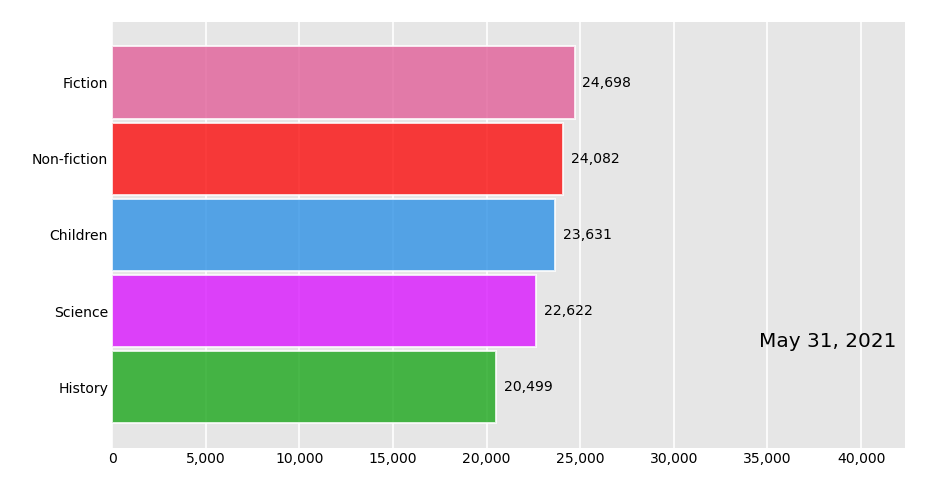 Fiction 24,698
Non-fiction 24,082
Children 23,631
Science 22,622
May 31, 2021
History 20,499
0 5,000 10,000 15,000 20,000 25,000 30,000 35,000 40,000